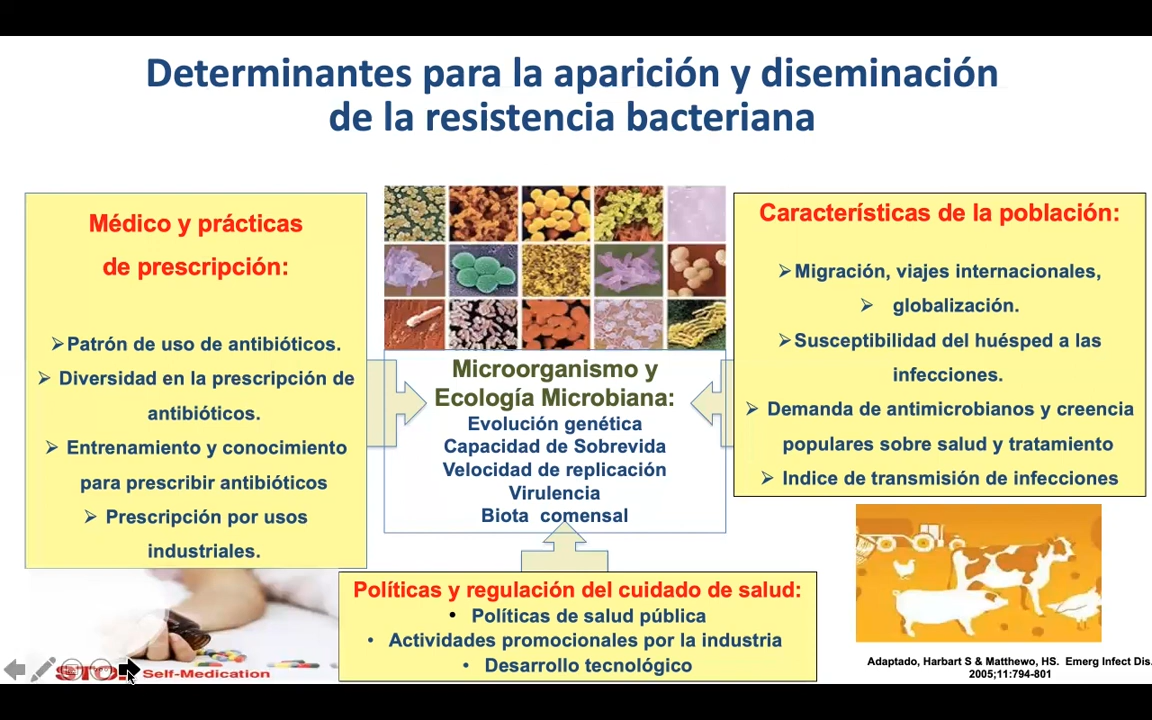 Determinantes para la aparición y diseminación
de la resistencia bacteriana
Médico y prácticas
de prescripción:
➢Patrón de uso de antibióticos.
➢ Diversidad en la prescripción de
antibióticos.
➢ Entrenamiento y conocimiento
para prescribir antibióticos
➢ Prescripción por usos
industriales.
Microorganismo y
Ecología Microbiana:
Evolución genética
Capacidad de Sobrevida
Velocidad de replicación
Virulencia
Biota comensal
Características de la población:
➢Migración, viajes internacionales,
➢ globalización.
➢Susceptibilidad del huésped a las
infecciones.
➢ Demanda de antimicrobianos y creencia
populares sobre salud y tratamiento
➢ Indice de transmisión de infecciones
Políticas y regulación del cuidado de salud:
• Políticas de salud pública
• Actividades promocionales por la industria
• Desarrollo tecnológico
Self-Medication
Adaptado, Harbart S & Matthewo, HS. Emerg Infect Dis.
2005;11:794-801